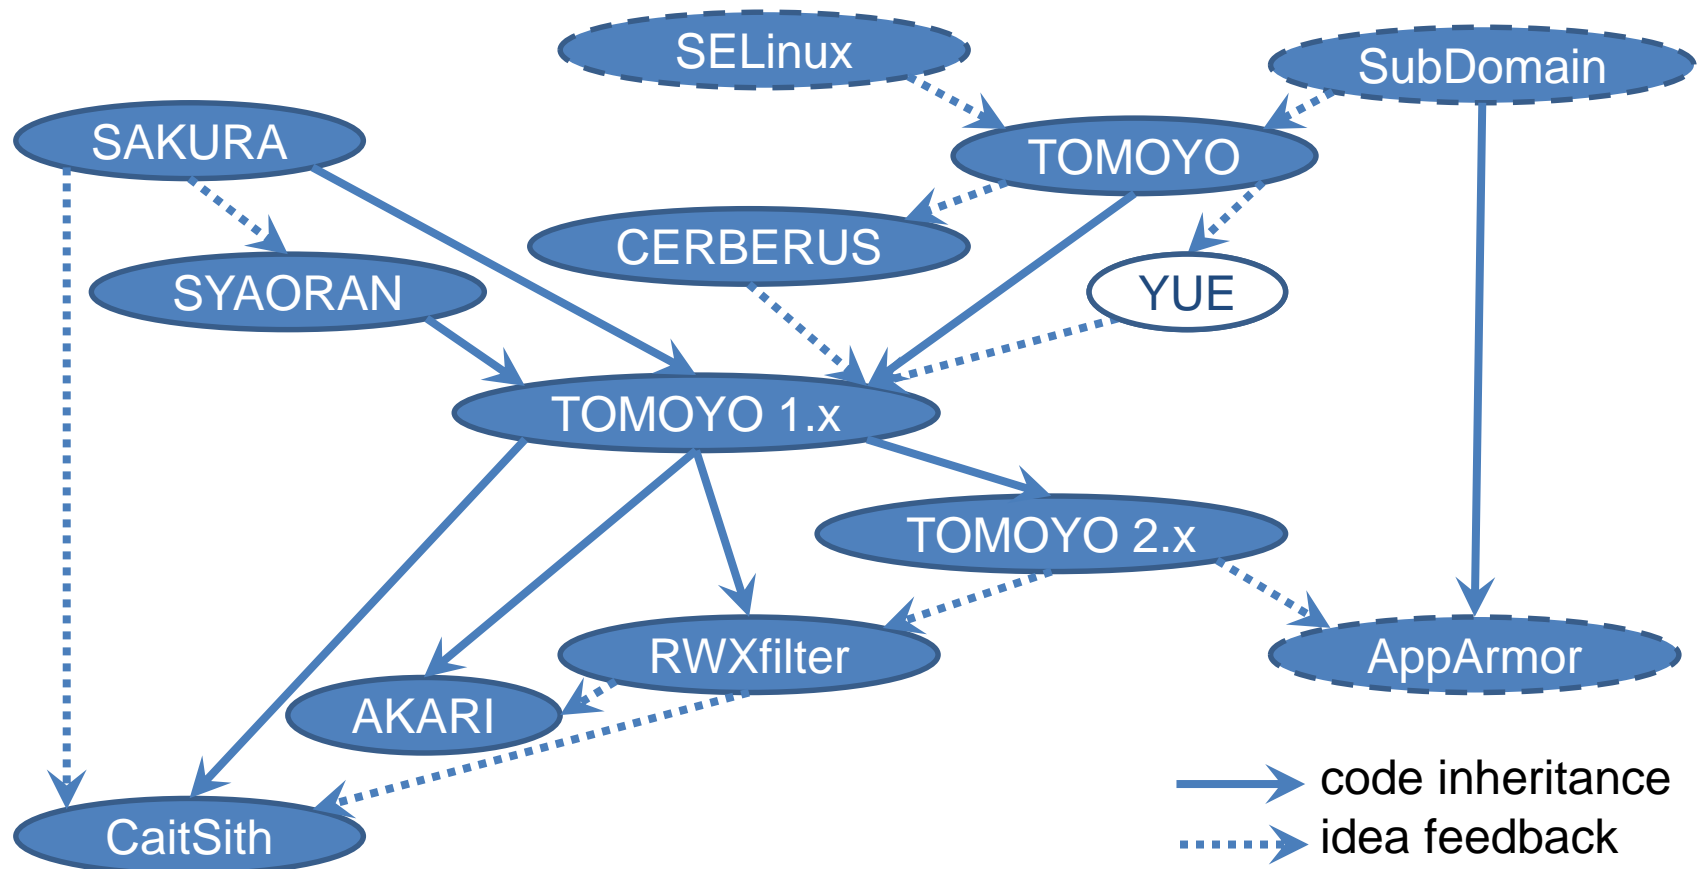 SELinux
SubDomain
SAKURA
TOMOYO
CERBERUS
SYAORAN
YUE
TOMOYO 1.x
TOMOYO 2.x
RWXfilter
AppArmor
AKARI
code inheritance
CaitSith
idea feedback